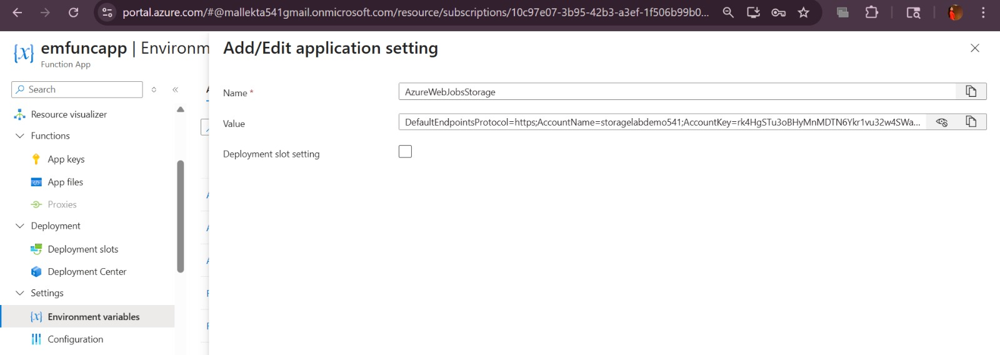 portal.azure.com/#@mallekta541gmail.onmicrosoft.com/resource/subscriptions/10c97e07-3b95-42b3-a3ef-1f506b99b0...
emfuncapp | Environm
Function App
Add/Edit application setting
Search
Name *
AzureWebJobsStorage
Resource visualizer
Value
DefaultEndpointsProtocol=https;AccountName=storagelabdemo541;AccountKey=rk4HgSTu3oBHyMnMDTN6Ykr1vu32w4SWa...
Functions
Deployment slot setting
App keys
App files
Proxies
Deployment
Deployment slots
Deployment Center
Settings
{x} Environment variables
Configuration